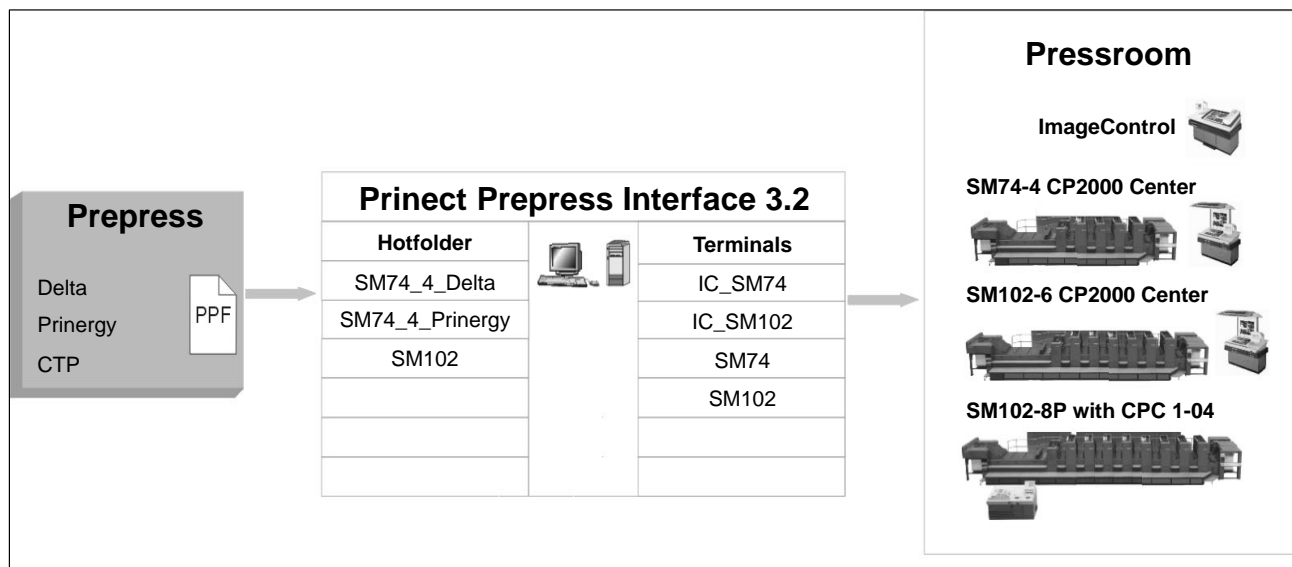 Prepress
Delta
Prinergy
CTP
PPF
Prinect Prepress Interface 3.2
Hotfolder
Terminals
SM74_4_Delta
IC_SM74
SM74_4_Prinergy
IC_SM102
SM102
SM74
SM102
Pressroom
ImageControl
SM74-4 CP2000 Center
SM102-6 CP2000 Center
SM102-8P with CPC 1-04